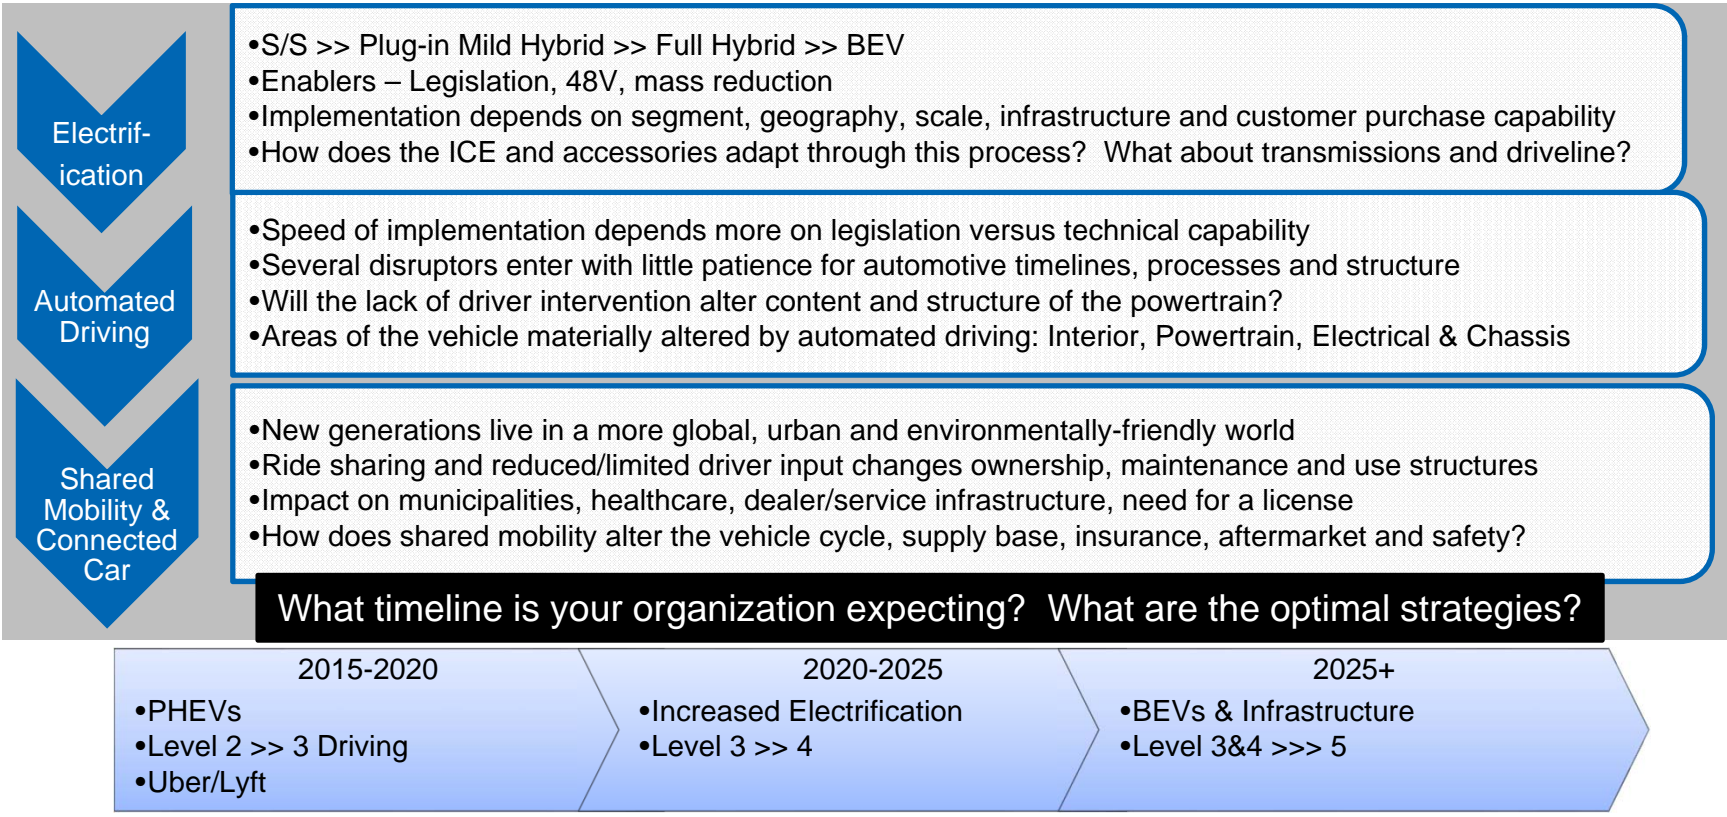 Electrif-
ication
•S/S >> Plug-in Mild Hybrid >> Full Hybrid >> BEV
•Enablers – Legislation, 48V, mass reduction
•Implementation depends on segment, geography, scale, infrastructure and customer purchase capability
•How does the ICE and accessories adapt through this process?  What about transmissions and driveline?
Automated
Driving
•Speed of implementation depends more on legislation versus technical capability
•Several disruptors enter with little patience for automotive timelines, processes and structure
•Will the lack of driver intervention alter content and structure of the powertrain?
•Areas of the vehicle materially altered by automated driving: Interior, Powertrain, Electrical & Chassis
Shared
Mobility &
Connected
Car
•New generations live in a more global, urban and environmentally-friendly world
•Ride sharing and reduced/limited driver input changes ownership, maintenance and use structures
•Impact on municipalities, healthcare, dealer/service infrastructure, need for a license
•How does shared mobility alter the vehicle cycle, supply base, insurance, aftermarket and safety?
What timeline is your organization expecting?  What are the optimal strategies?
2015-2020
•PHEVs
•Level 2 >> 3 Driving
•Uber/Lyft
2020-2025
•Increased Electrification
•Level 3 >> 4
2025+
•BEVs & Infrastructure
•Level 3&4 >>> 5